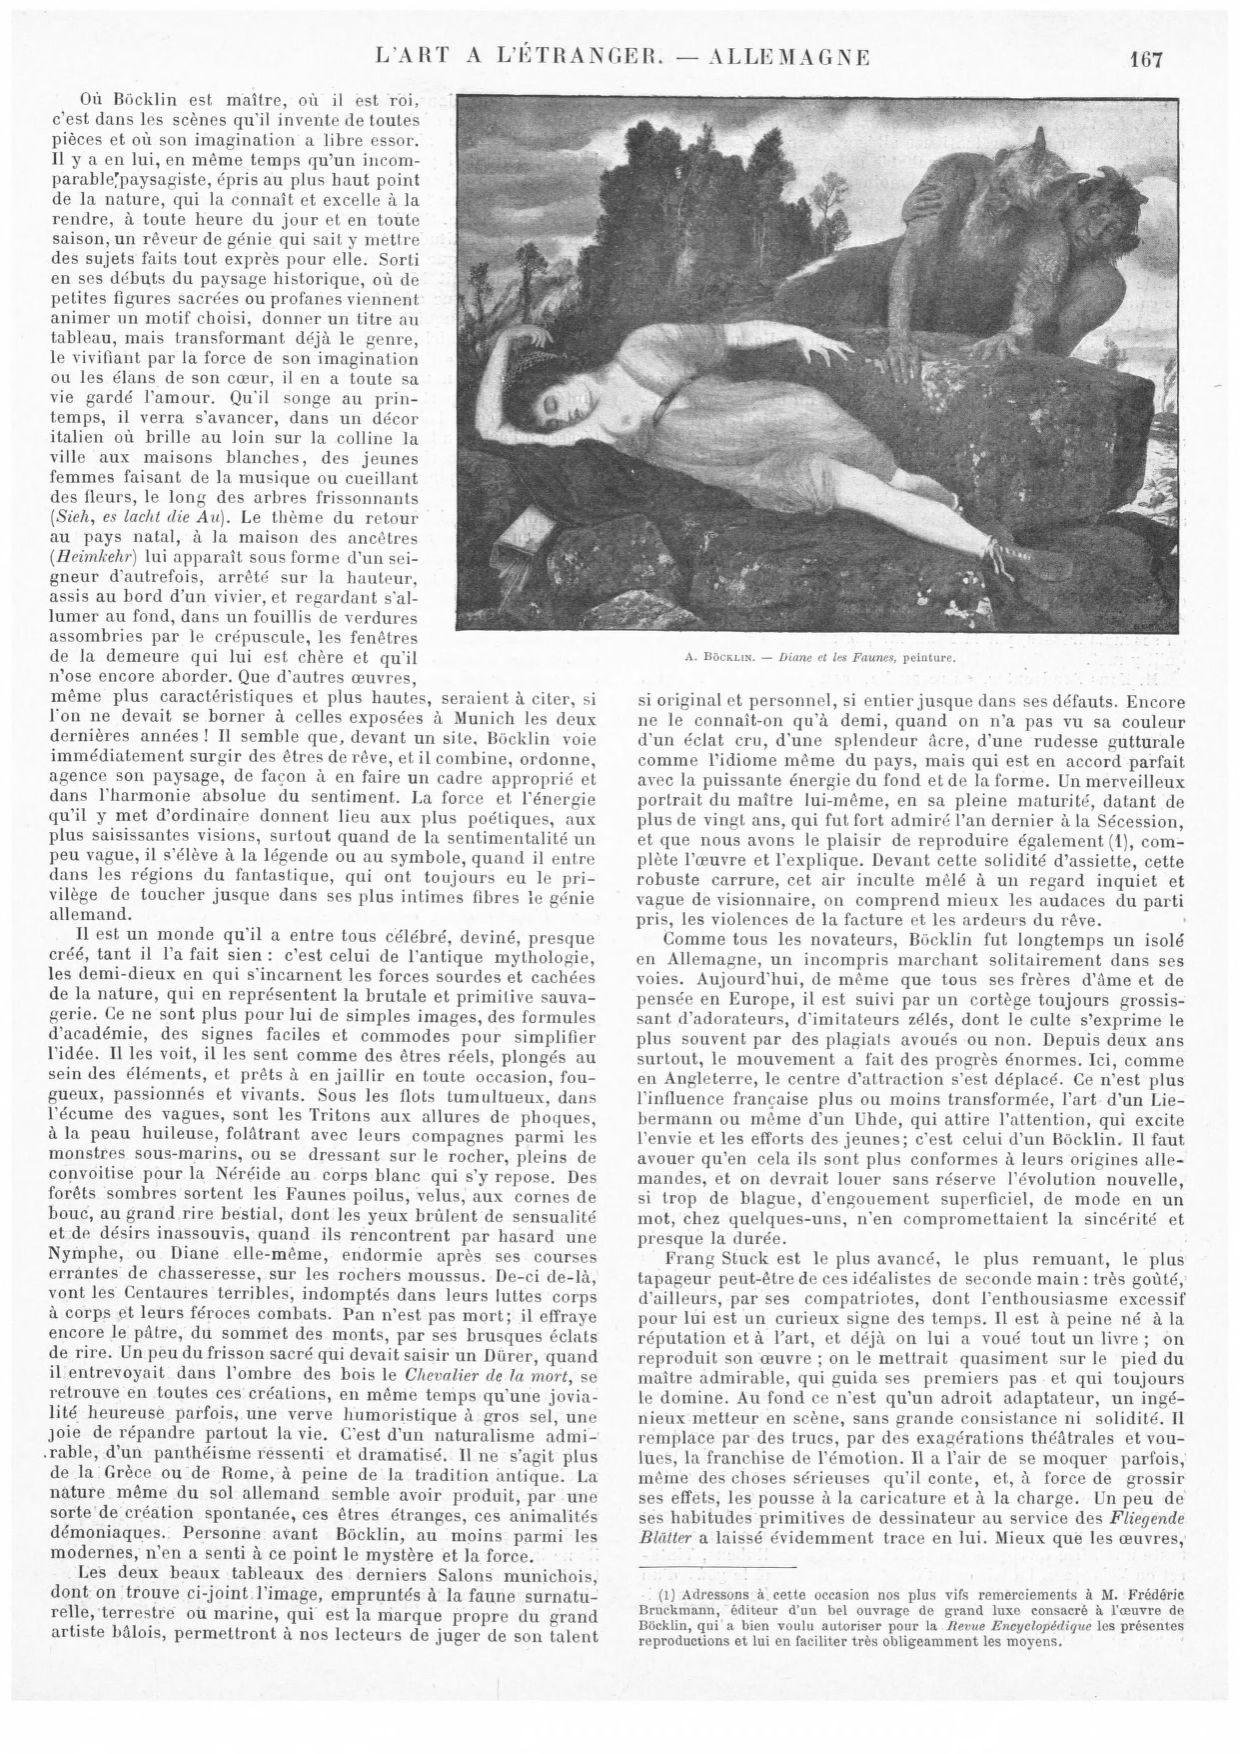 L'ART A L'ÉTRANGER. — ALLEMAGNE
167
Où Böcklin est maître, où il est roi,
c'est dans les scènes qu'il invente de toutes
pièces et où son imagination a libre essor.
Il y a en lui, en même temps qu'un incom-
parable paysagiste, épris au plus haut point
de la nature, qui la connaît et excelle à la
rendre, à toute heure du jour et en toute
saison, un rêveur de génie qui sait y mettre
des sujets faits tout exprès pour elle. Sorti
en ses débuts du paysage historique, où de
petites figures sacrées ou profanes viennent
animer un motif choisi, donner un titre au
tableau, mais transformant déjà le genre,
le vivifiant par la force de son imagination
ou les élans de son cœur, il en a toute sa
vie gardé l'amour. Qu'il songe au prin-
temps, il verra s'avancer, dans un décor
italien où brille au loin sur la colline la
ville aux maisons blanches, des jeunes
femmes faisant de la musique ou cueillant
des fleurs, le long des arbres frissonnants
(Sieh, es lacht die Au). Le thème du retour
au pays natal, à la maison des ancêtres
(Heimkehr) lui apparaît sous forme d'un sei-
gneur d'autrefois, arrêté sur la hauteur,
assis au bord d'un vivier, et regardant s'al-
lumer au fond, dans un fouillis de verdures
assombries par le crépuscule, les fenêtres
de la demeure qui lui est chère et qu'il
n'ose encore aborder. Que d'autres œuvres,
même plus caractéristiques et plus hautes, seraient à citer, si
l'on ne devait se borner à celles exposées à Munich les deux
dernières années ! Il semble que, devant un site, Böcklin voie
immédiatement surgir des êtres de rêve, et il combine, ordonne,
agence son paysage, de façon à en faire un cadre approprié et
dans l'harmonie absolue du sentiment. La force et l'énergie
qu'il y met d'ordinaire donnent lieu aux plus poétiques, aux
plus saisissantes visions, surtout quand de la sentimentalité un
peu vague, il s'élève à la légende ou au symbole, quand il entre
dans les régions du fantastique, qui ont toujours eu le pri-
vilège de toucher jusque dans ses plus intimes fibres le génie
allemand.
Il est un monde qu'il a entre tous célébré, deviné, presque
créé, tant il l'a fait sien : c'est celui de l'antique mythologie,
les demi-dieux en qui s'incarnent les forces sourdes et cachées
de la nature, qui en représentent la brutale et primitive sauva-
gerie. Ce ne sont plus pour lui de simples images, des formules
d'académie, des signes faciles et commodes pour simplifier
l'idée. Il les voit, il les sent comme des êtres réels, plongés au
sein des éléments, et prêts à en jaillir en toute occasion, fou-
gueux, passionnés et vivants. Sous les flots tumultueux, dans
l'écume des vagues, sont les Tritons aux allures de phoques,
à la peau huileuse, folâtrant avec leurs compagnes parmi les
monstres sous-marins, ou se dressant sur le rocher, pleins de
convoitise pour la Néréide au corps blanc qui s'y repose. Des
forêts sombres sortent les Faunes poilus, velus, aux cornes de
bouc, au grand rire bestial, dont les yeux brûlent de sensualité
et de désirs inassouvis, quand ils rencontrent par hasard une
Nymphe, ou Diane elle-même, endormie après ses courses
errantes de chasseresse, sur les rochers moussus. De-ci de-là,
vont les Centaures terribles, indomptés dans leurs luttes corps
à corps et leurs féroces combats. Pan n'est pas mort; il effraye
encore le pâtre, du sommet des monts, par ses brusques éclats
de rire. Un peu du frisson sacré qui devait saisir un Dürer, quand
il entrevoyait dans l'ombre des bois le Chevalier de la mort, se
retrouve en toutes ces créations, en même temps qu'une jovia-
lité heureuse parfois, une verve humoristique à gros sel, une
joie de répandre partout la vie. C'est d'un naturalisme admi-
rable, d'un panthéisme ressenti et dramatisé. Il ne s'agit plus
de la Grèce ou de Rome, à peine de la tradition antique. La
nature même du sol allemand semble avoir produit, par une
sorte de création spontanée, ces êtres étranges, ces animalités
démoniaques. Personne avant Böcklin, au moins parmi les
modernes, n'en a senti à ce point le mystère et la force.
Les deux beaux tableaux des derniers Salons munichois,
dont on trouve ci-joint l'image, empruntés à la faune surnatu-
relle, terrestre ou marine, qui est la marque propre du grand
artiste bâlois, permettront à nos lecteurs de juger de son talent
A. BÖCKLIN. — Diane et les Faunes, peinture.
si original et personnel, si entier jusque dans ses défauts. Encore
ne le connaît-on qu'à demi, quand on n'a pas vu sa couleur
d'un éclat cru, d'une splendeur âcre, d'une rudesse gutturale
comme l'idiome même du pays, mais qui est en accord parfait
avec la puissante énergie du fond et de la forme. Un merveilleux
portrait du maître lui-même, en sa pleine maturité, datant de
plus de vingt ans, qui fut fort admiré l'an dernier à la Sécession,
et que nous avons le plaisir de reproduire également (1), com-
plète l'œuvre et l'explique. Devant cette solidité d'assiette, cette
robuste carrure, cet air inculte mêlé à un regard inquiet et
vague de visionnaire, on comprend mieux les audaces du parti
pris, les violences de la facture et les ardeurs du rêve.
Comme tous les novateurs, Böcklin fut longtemps un isolé
en Allemagne, un incompris marchant solitairement dans ses
voies. Aujourd'hui, de même que tous ses frères d'âme et de
pensée en Europe, il est suivi par un cortège toujours grossis-
sant d'adorateurs, d'imitateurs zélés, dont le culte s'exprime le
plus souvent par des plagiats avoués ou non. Depuis deux ans
surtout, le mouvement a fait des progrès énormes. Ici, comme
en Angleterre, le centre d'attraction s'est déplacé. Ce n'est plus
l'influence française plus ou moins transformée, l'art d'un Lie-
bermann ou même d'un Uhde, qui attire l'attention, qui excite
l'envie et les efforts des jeunes; c'est celui d'un Böcklin. Il faut
avouer qu'en cela ils sont plus conformes à leurs origines alle-
mandes, et on devrait louer sans réserve l'évolution nouvelle,
si trop de blague, d'engouement superficiel, de mode en un
mot, chez quelques-uns, n'en compromettaient la sincérité et
presque la durée.
Frang Stuck est le plus avancé, le plus remuant, le plus
tapageur peut-être de ces idéalistes de seconde main : très goûté,
d'ailleurs, par ses compatriotes, dont l'enthousiasme excessif
pour lui est un curieux signe des temps. Il est à peine né à la
réputation et à l'art, et déjà on lui a voué tout un livre ; on
reproduit son œuvre ; on le mettrait quasiment sur le pied du
maître admirable, qui guida ses premiers pas et qui toujours
le domine. Au fond ce n'est qu'un adroit adaptateur, un ingé-
nieux metteur en scène, sans grande consistance ni solidité. Il
remplace par des trucs, par des exagérations théâtrales et vou-
lues, la franchise de l'émotion. Il a l'air de se moquer parfois,
même des choses sérieuses qu'il conte, et, à force de grossir
ses effets, les pousse à la caricature et à la charge. Un peu de
ses habitudes primitives de dessinateur au service des Fliegende
Blätter a laissé évidemment trace en lui. Mieux que les œuvres,
(1) Adressons à cette occasion nos plus vifs remerciements à M. Frédéric
Bruckmann, éditeur d'un bel ouvrage de grand luxe consacré à l'œuvre de
Böcklin, qui a bien voulu autoriser pour la Revue Encyclopédique les présentes
reproductions et lui en faciliter très obligeamment les moyens.